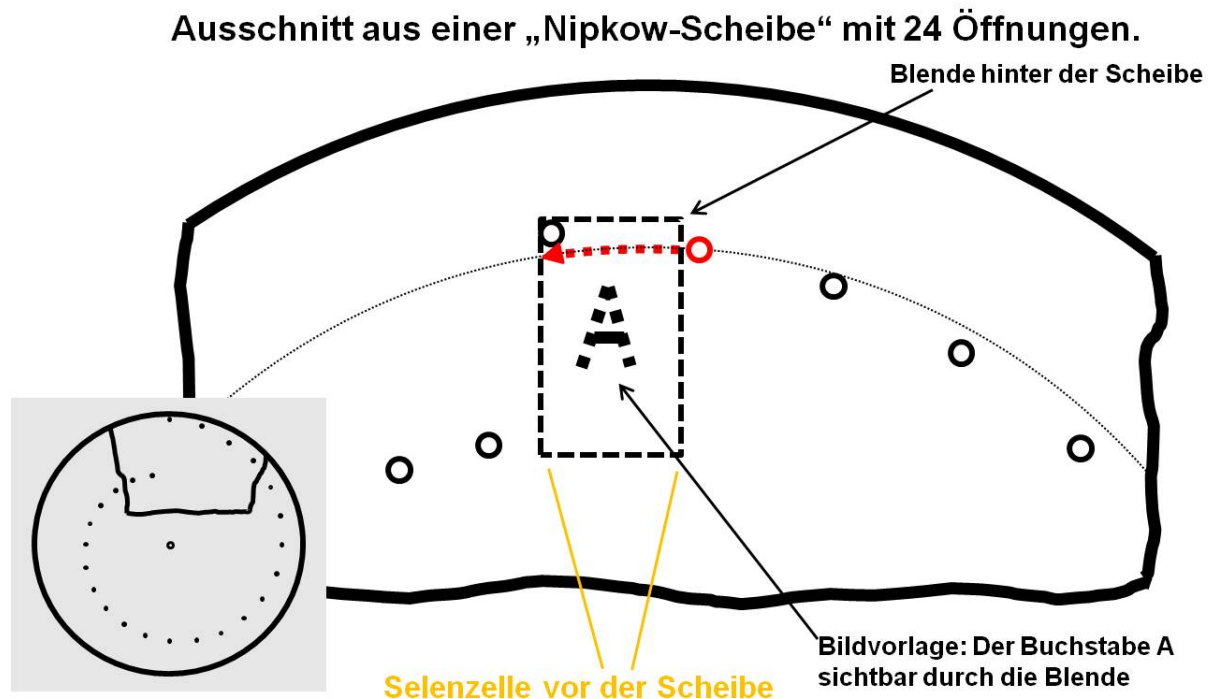 Ausschnitt aus einer „Nipkow-Scheibe“ mit 24 Öffnungen.
Blende hinter der Scheibe
A
Bildvorlage: Der Buchstabe A
sichtbar durch die Blende
Selenzelle vor der Scheibe